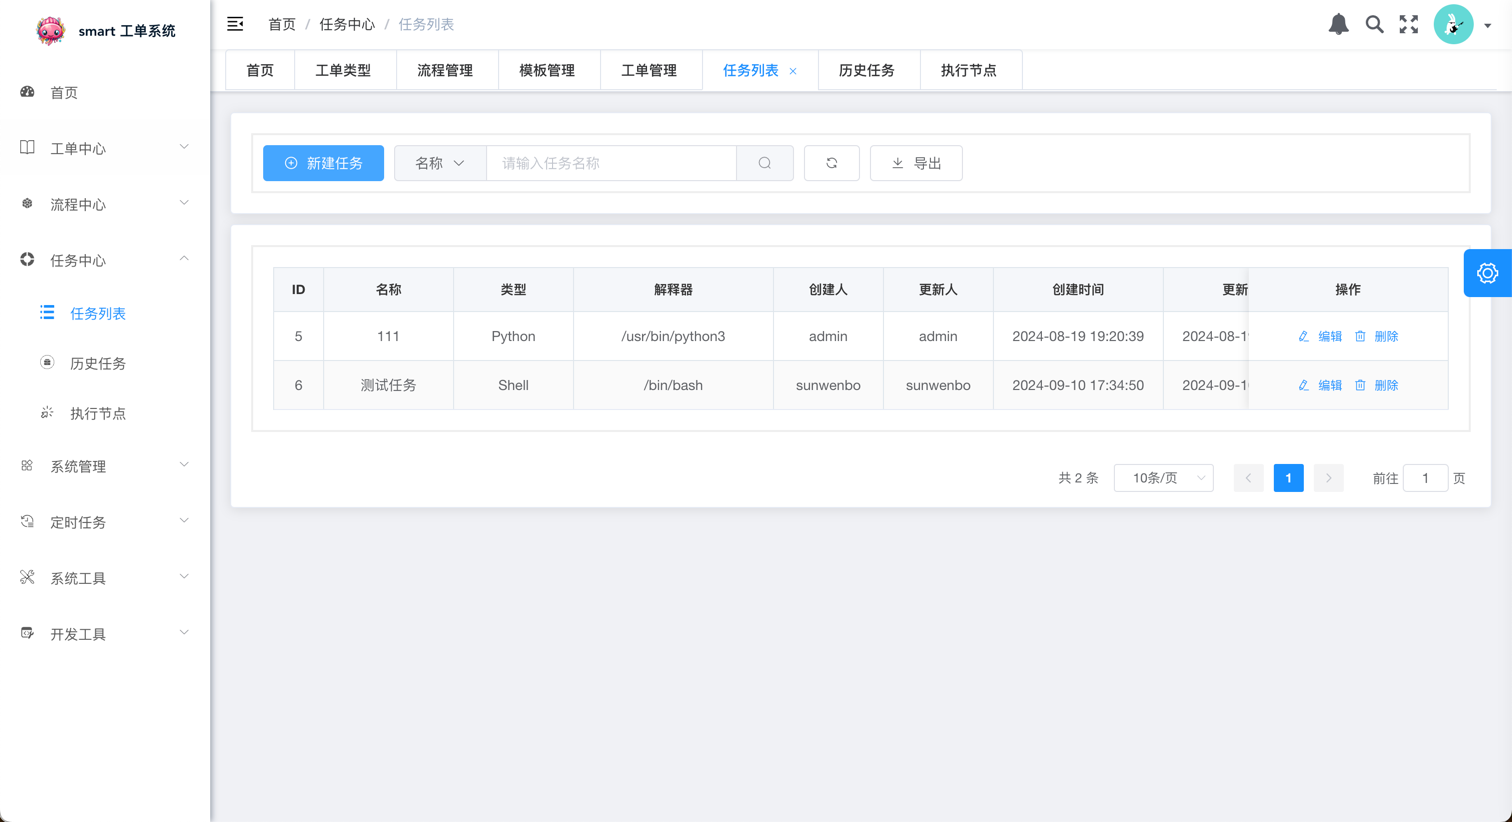 smart 工单系统
首页
工单中心
流程中心
任务中心
任务列表
历史任务
执行节点
系统管理
定时任务
系统工具
开发工具
首页 / 任务中心 / 任务列表
首页 工单类型 流程管理 模板管理 工单管理 任务列表 历史任务 执行节点
新建任务 名称 请输入任务名称 导出
ID 名称 类型 解释器 创建人 更新人 创建时间 更新 操作
5 111 Python /usr/bin/python3 admin admin 2024-08-19 19:20:39 2024-08-1 编辑 删除
6 测试任务 Shell /bin/bash sunwenbo sunwenbo 2024-09-10 17:34:50 2024-09-1 编辑 删除
共 2 条 10条/页 1 前往 1 页